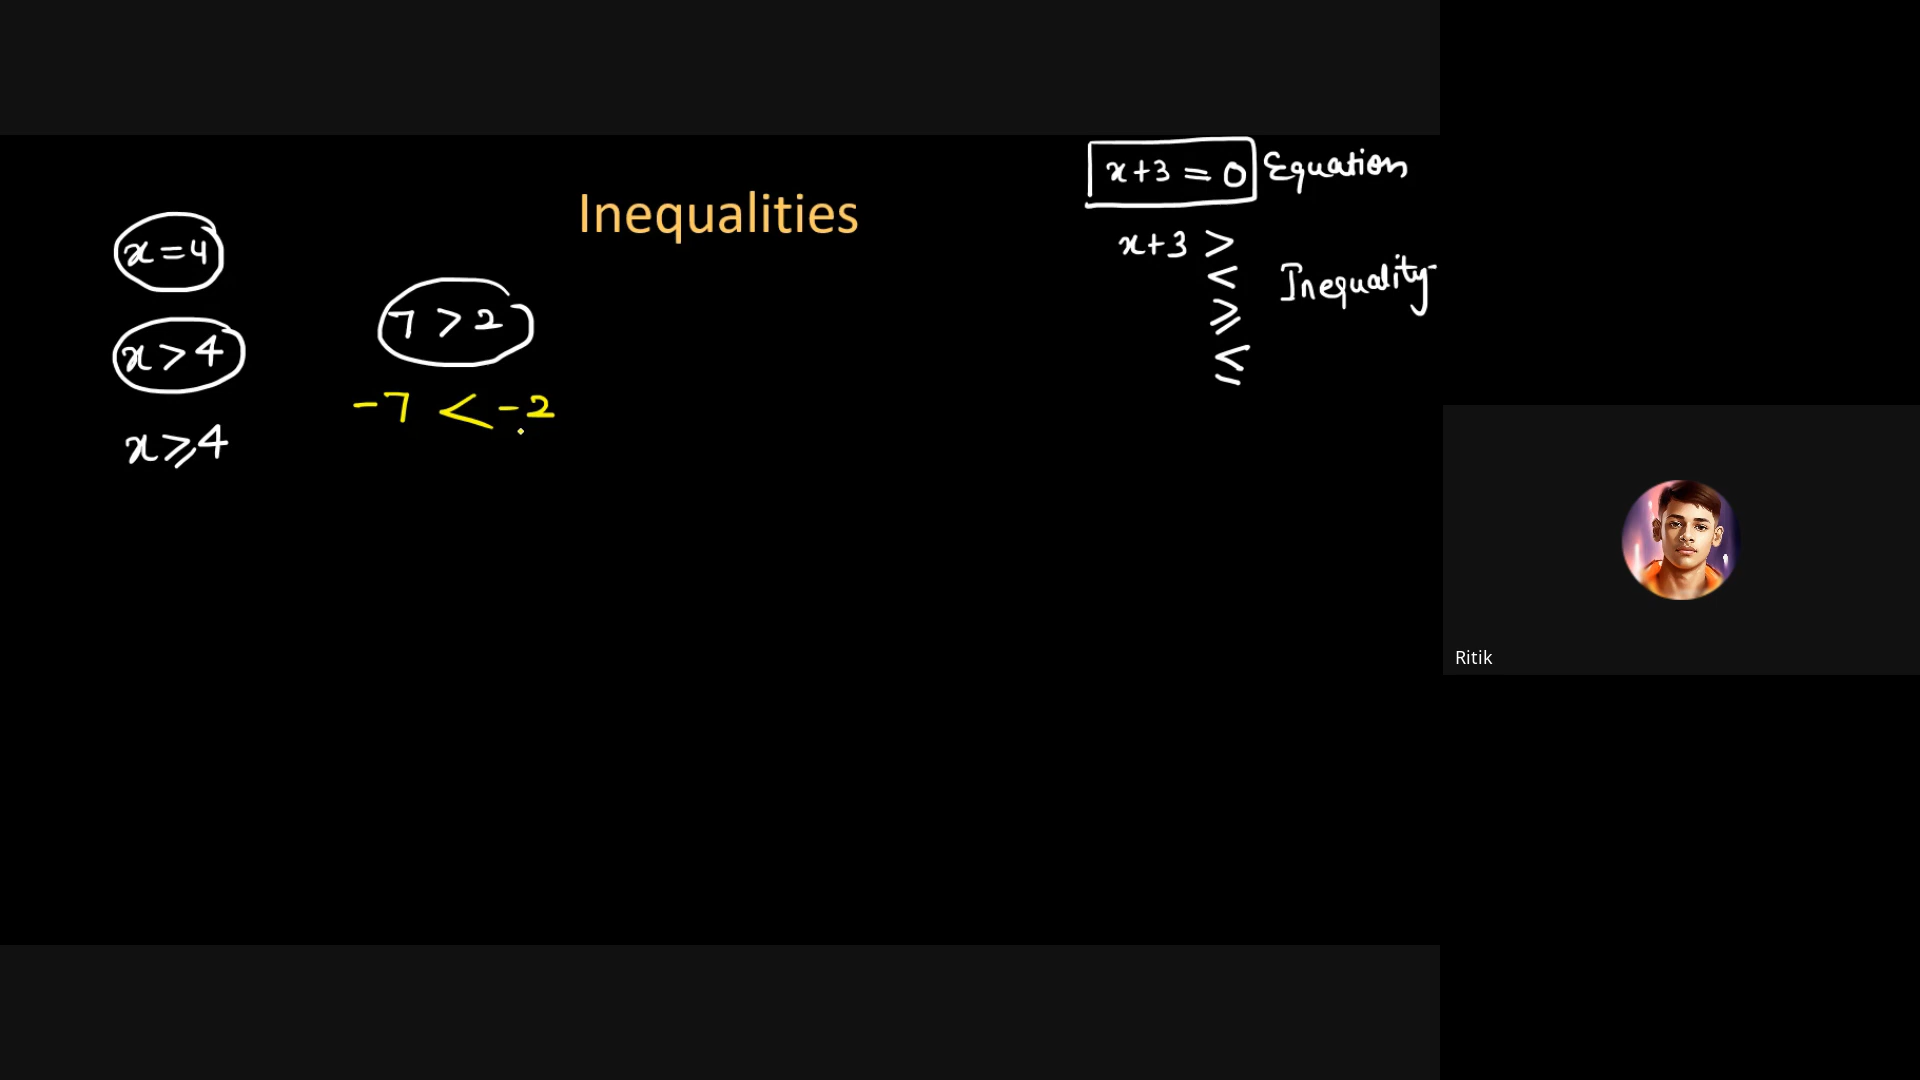 Inequalities
x = 4
x > 4
x ⩾ 4
7 > 2
-7 < -2
x+3 = 0 Equation
x+3 >
<
⩾
≤
Inequality
Ritik